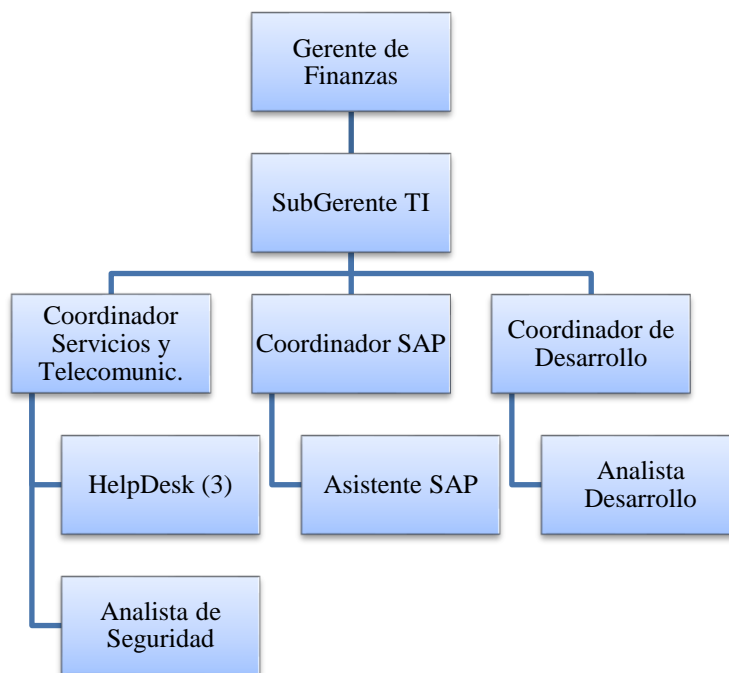 Gerente de
Finanzas
SubGerente TI
Coordinador
Servicios y
Telecomunic.
Coordinador SAP
Coordinador de
Desarrollo
HelpDesk (3)
Asistente SAP
Analista
Desarrollo
Analista de
Seguridad